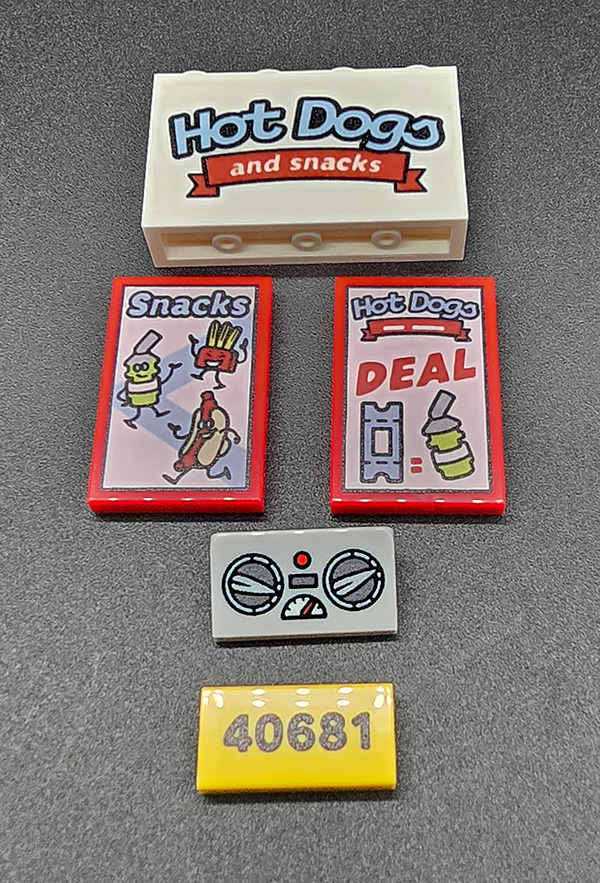 Hot Dogs
and snacks
Snacks
Hot Dogs
DEAL
=
40681